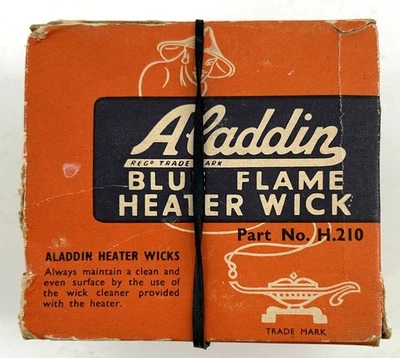 Aladdin
REGD TRADE MARK
BLUE FLAME
HEATER WICK
Part No. H.210
ALADDIN HEATER WICKS
Always maintain a clean and
even surface by the use of
the wick cleaner provided
with the heater.
TRADE MARK